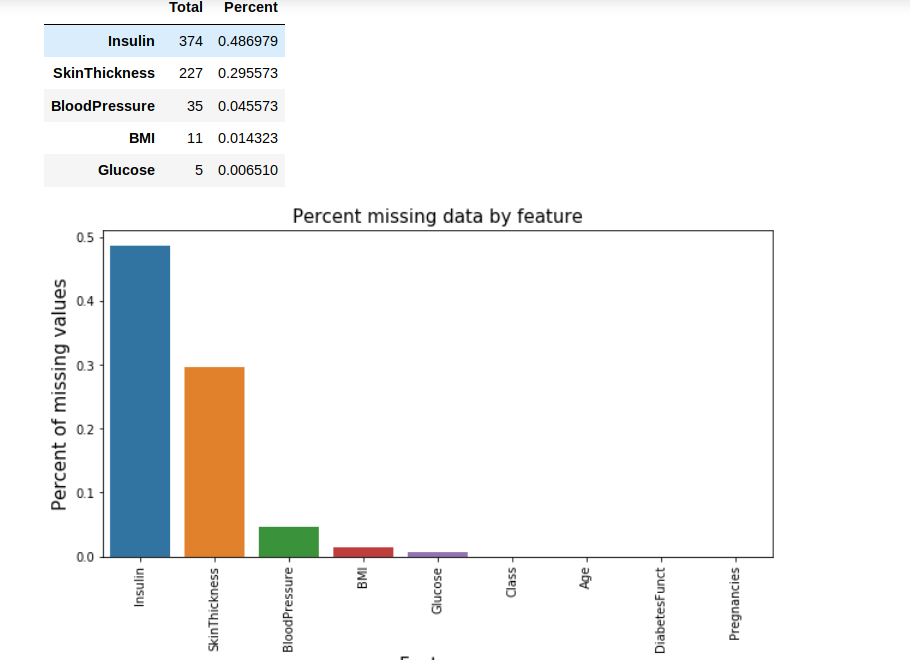 Total Percent
Insulin 374 0.486979
SkinThickness 227 0.295573
BloodPressure 35 0.045573
BMI 11 0.014323
Glucose 5 0.006510
Percent missing data by feature
Percent of missing values
0.5
0.4
0.3
0.2
0.1
0.0
Insulin
SkinThickness
BloodPressure
BMI
Glucose
Class
Age
DiabetesFunct
Pregnancies